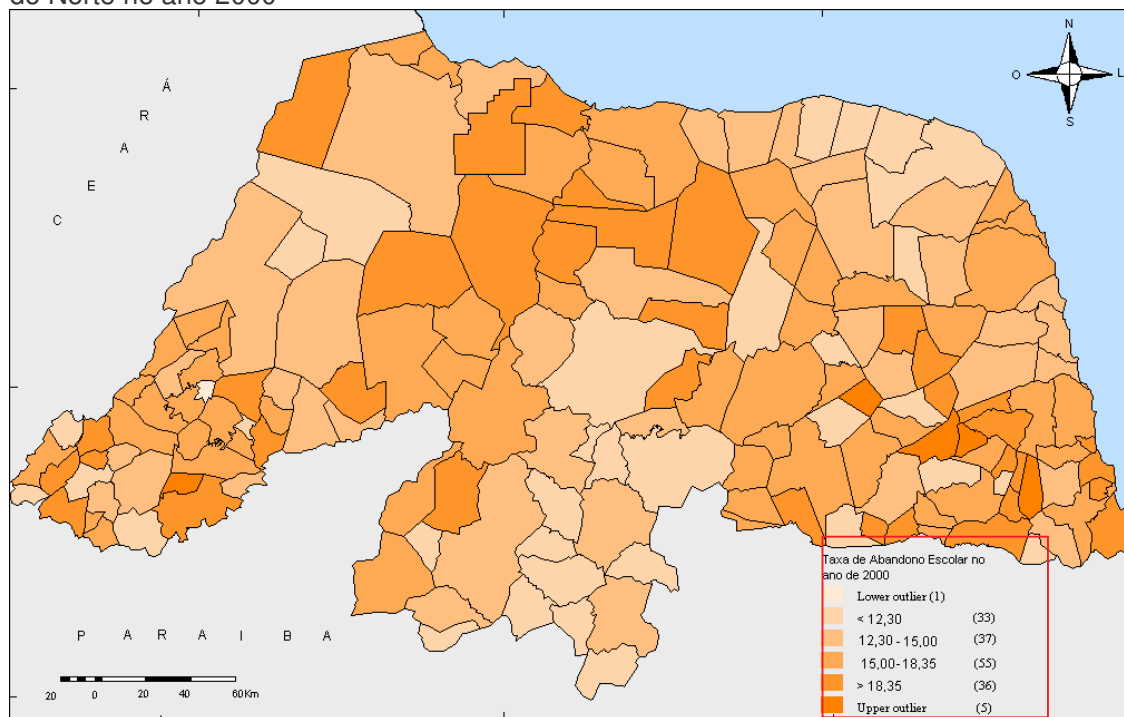 do Norte no ano 2000
N
O L
S
Á
R
A
E
C
Taxa de Abandono Escolar no
ano de 2000
Lower outlier (1)
< 12,30 (33)
12,30 - 15,00 (37)
15,00-18,35 (55)
> 18,35 (36)
Upper outlier (5)
P A R A I B A
20 0 20 40 60 Km